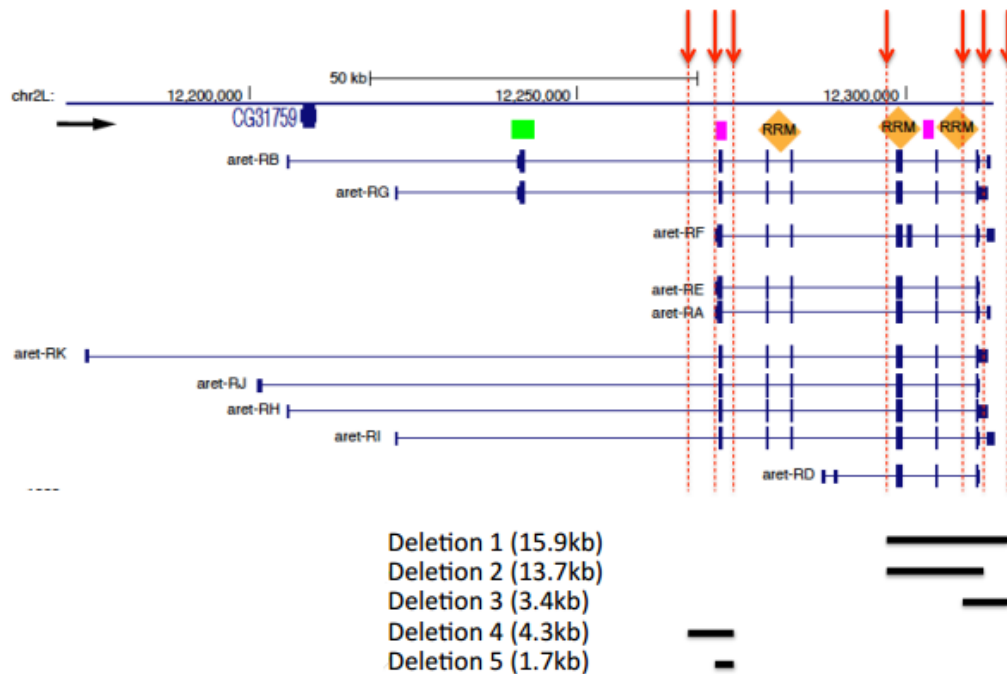 50 kb
chr2L: 12,200,000 12,250,000 12,300,000
CG31759
RRM RRM RRM
aret-RB
aret-RG
aret-RF
aret-RE
aret-RA
aret-RK
aret-RJ
aret-RH
aret-RI
aret-RD
Deletion 1 (15.9kb)
Deletion 2 (13.7kb)
Deletion 3 (3.4kb)
Deletion 4 (4.3kb)
Deletion 5 (1.7kb)